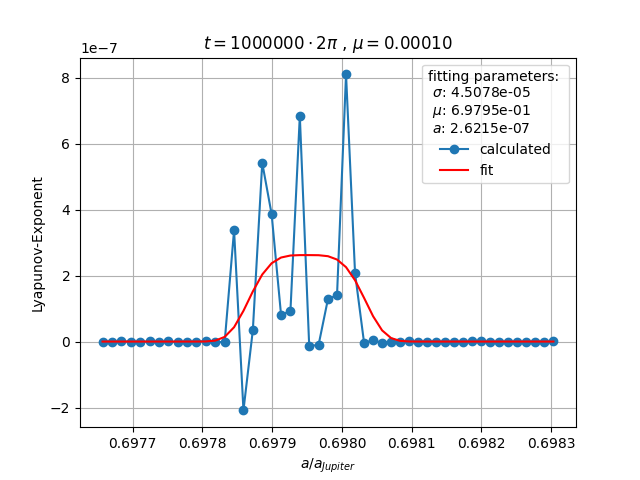 t = 1000000 · 2π , μ = 0.00010
1e−7
8
6
4
2
0
−2
Lyapunov-Exponent
fitting parameters:
σ: 4.5078e-05
μ: 6.9795e-01
a: 2.6215e-07
calculated
fit
0.6977 0.6978 0.6979 0.6980 0.6981 0.6982 0.6983
a/a_Jupiter